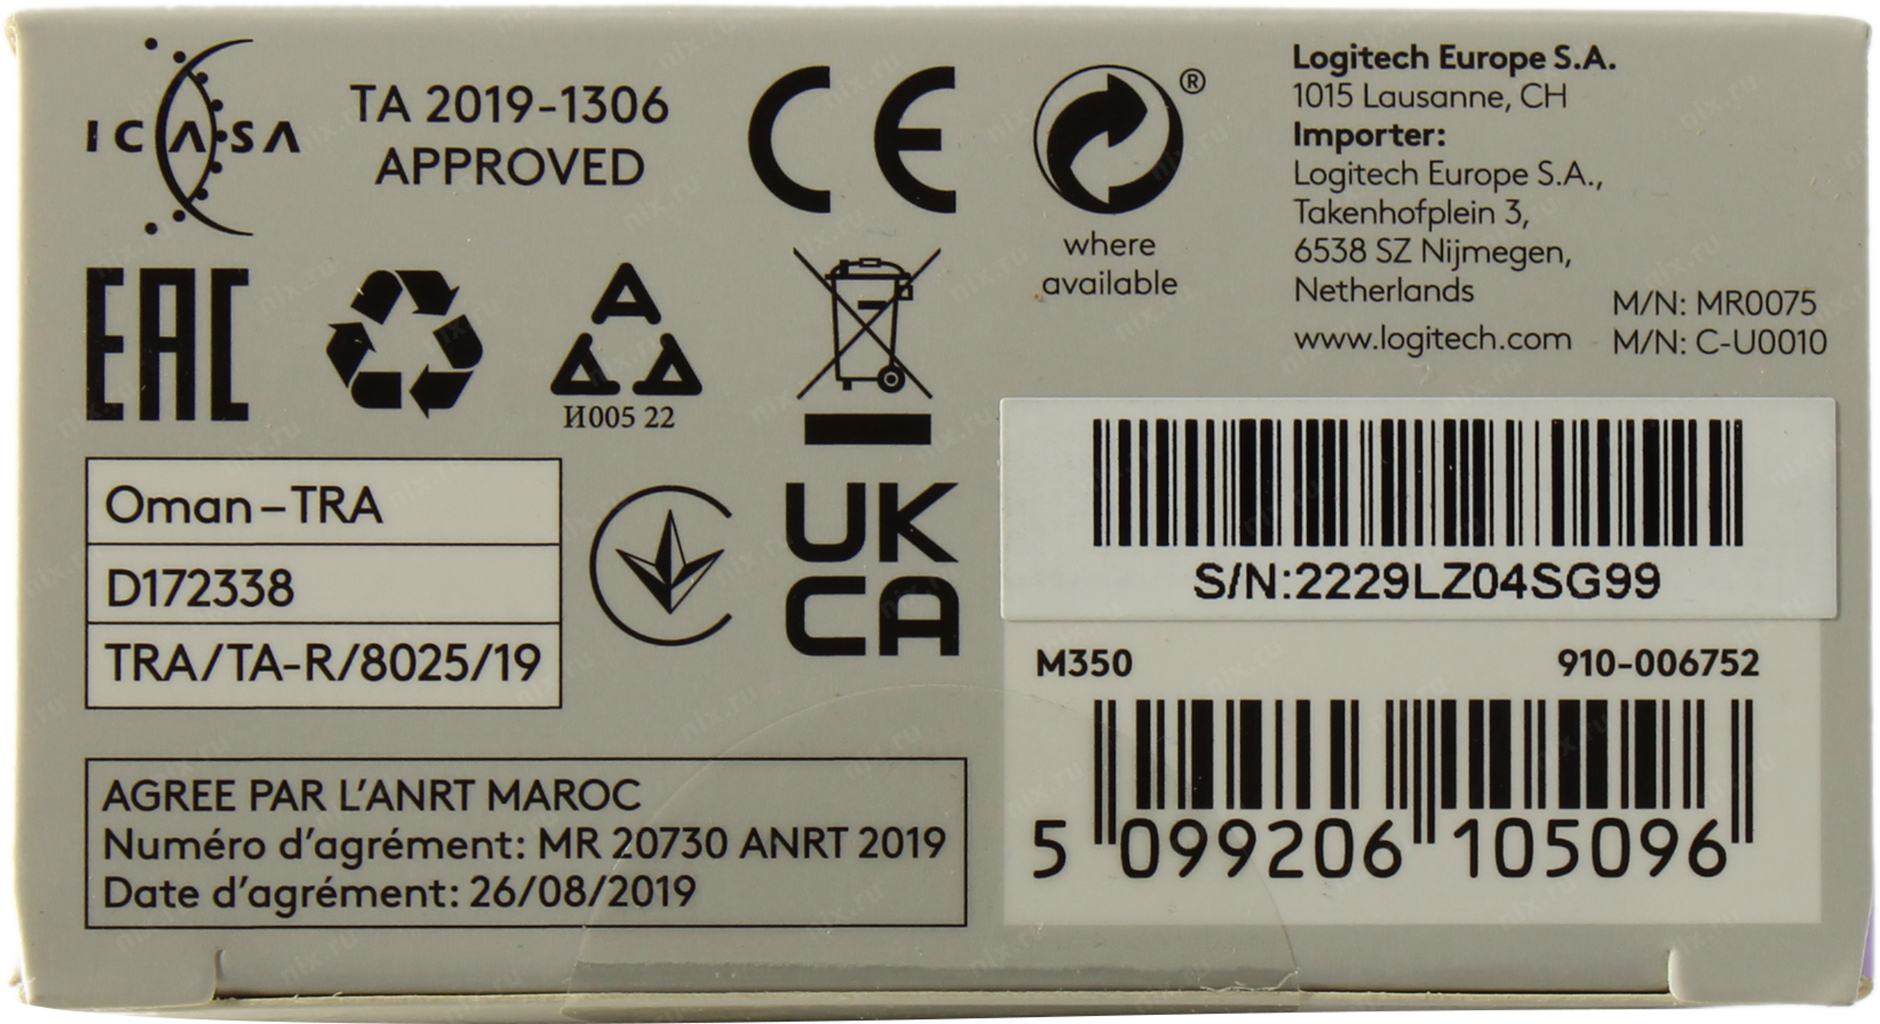 ICASA
TA 2019-1306
APPROVED
CE
®
where
available
Logitech Europe S.A.
1015 Lausanne, CH
Importer:
Logitech Europe S.A.,
Takenhofplein 3,
6538 SZ Nijmegen,
Netherlands
www.logitech.com
M/N: MR0075
M/N: C-U0010
EAC
И005 22
Oman–TRA
D172338
TRA/TA-R/8025/19
UK
CA
AGREE PAR L'ANRT MAROC
Numéro d'agrément: MR 20730 ANRT 2019
Date d'agrément: 26/08/2019
S/N:2229LZ04SG99
M350 910-006752
5 099206 105096
nix.ru